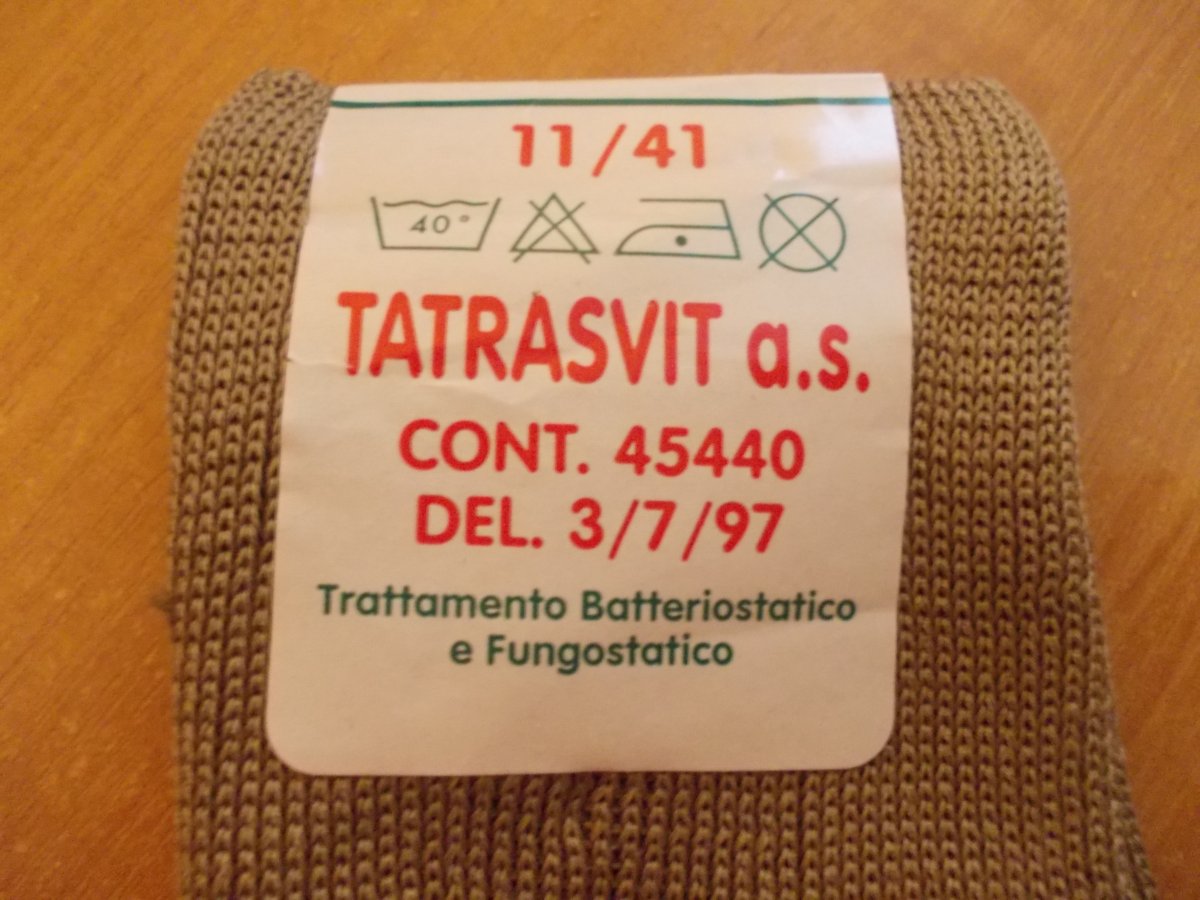 11/41
40°
TATRASVIT a.s.
CONT. 45440
DEL. 3/7/97
Trattamento Batteriostatico
e Fungostatico